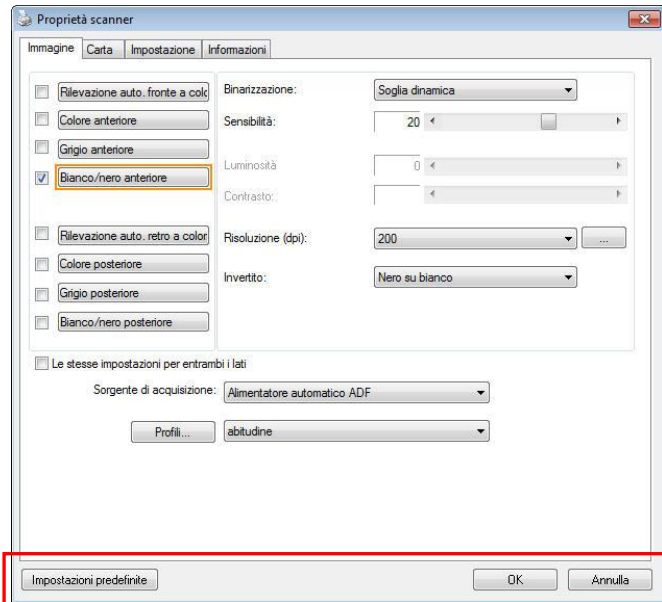 Proprietà scanner
Immagine Carta Impostazione Informazioni
Rilevazione auto. fronte a colo
Colore anteriore
Grigio anteriore
Bianco/nero anteriore
Rilevazione auto. retro a color
Colore posteriore
Grigio posteriore
Bianco/nero posteriore
Binarizzazione: Soglia dinamica
Sensibilità: 20
Luminosità 0
Contrasto:
Risoluzione (dpi): 200 ...
Invertito: Nero su bianco
Le stesse impostazioni per entrambi i lati
Sorgente di acquisizione: Alimentatore automatico ADF
Profili... abitudine
Impostazioni predefinite OK Annulla